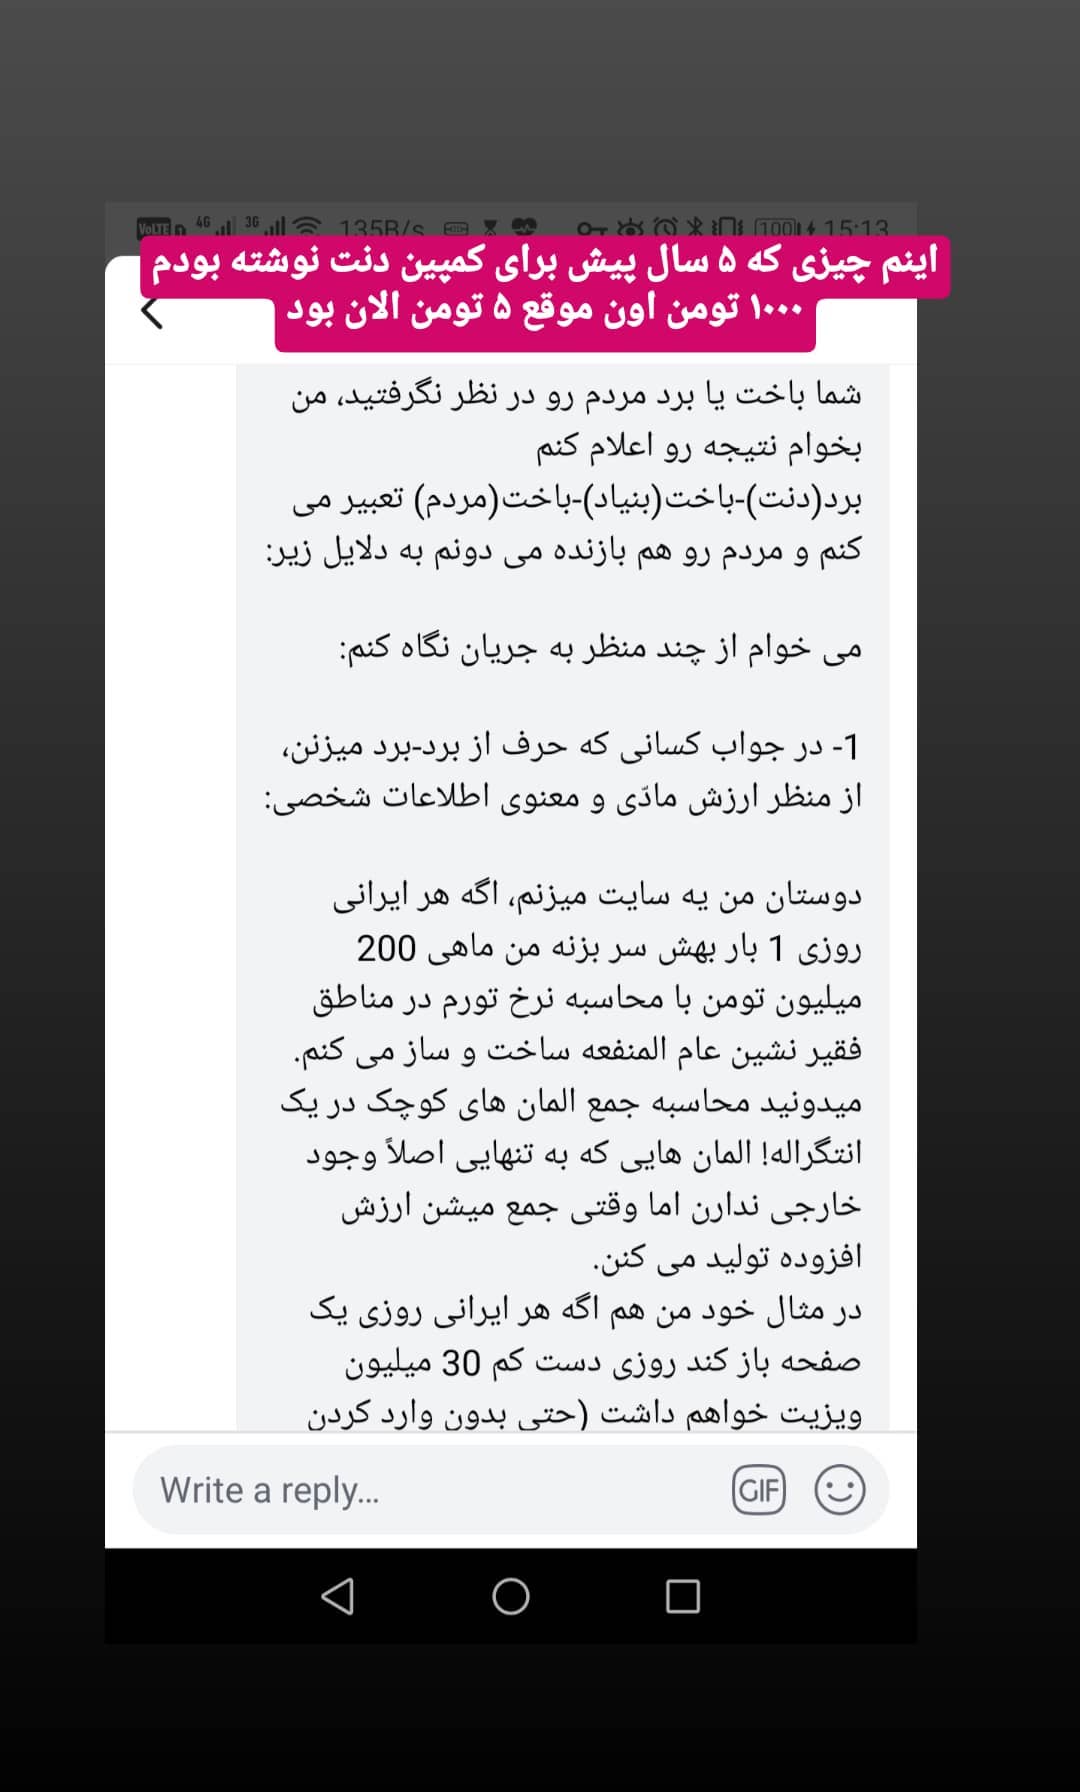 VoLTE 4G 3G 135B/s 100 15:13
اینم چیزی که ۵ سال پیش برای کمپین دنت نوشته بودم
۱۰۰۰ تومن اون موقع ۵ تومن الان بود
شما باخت یا برد مردم رو در نظر نگرفتید، من
بخوام نتیجه رو اعلام کنم
برد(دنت)-باخت(بنیاد)-باخت(مردم) تعبیر می
کنم و مردم رو هم بازنده می دونم به دلایل زیر:
می خوام از چند منظر به جریان نگاه کنم:
1- در جواب کسانی که حرف از برد-برد میزنن،
از منظر ارزش مادّی و معنوی اطلاعات شخصی:
دوستان من یه سایت میزنم، اگه هر ایرانی
روزی 1 بار بهش سر بزنه من ماهی 200
میلیون تومن با محاسبه نرخ تورم در مناطق
فقیر نشین عام المنفعه ساخت و ساز می کنم.
میدونید محاسبه جمع المان های کوچک در یک
انتگراله! المان هایی که به تنهایی اصلاً وجود
خارجی ندارن اما وقتی جمع میشن ارزش
افزوده تولید می کنن.
در مثال خود من هم اگه هر ایرانی روزی یک
صفحه باز کند روزی دست کم 30 میلیون
ویزیت خواهم داشت (حتی بدون وارد کردن
Write a reply...
GIF